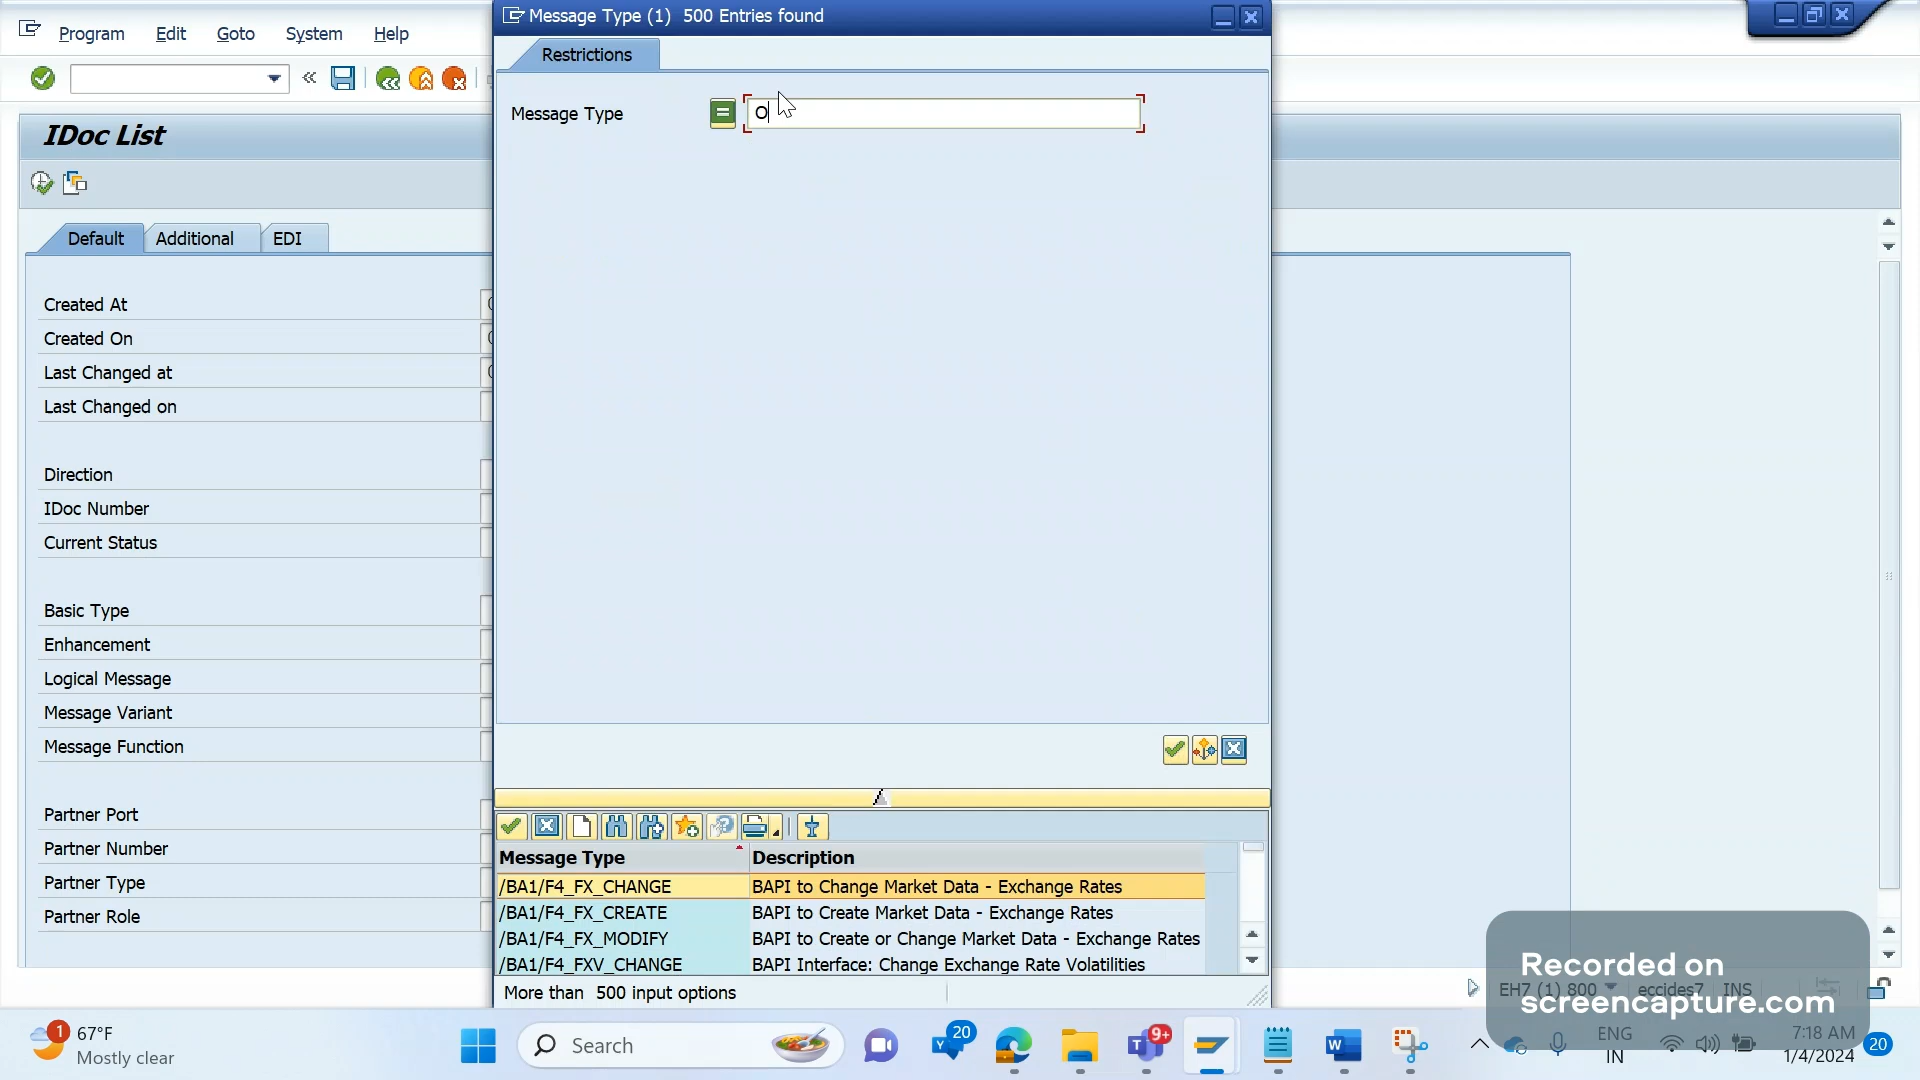 Message Type (1)   500 Entries found
Program   Edit   Goto   System   Help
Restrictions
Message Type   O
IDoc List
Default   Additional   EDI
Created At
Created On
Last Changed at
Last Changed on
Direction
IDoc Number
Current Status
Basic Type
Enhancement
Logical Message
Message Variant
Message Function
Partner Port
Partner Number
Partner Type
Partner Role
Message Type   Description
/BA1/F4_FX_CHANGE   BAPI to Change Market Data - Exchange Rates
/BA1/F4_FX_CREATE   BAPI to Create Market Data - Exchange Rates
/BA1/F4_FX_MODIFY   BAPI to Create or Change Market Data - Exchange Rates
/BA1/F4_FXV_CHANGE   BAPI Interface: Change Exchange Rate Volatilities
More than   500 input options
EH7 (1) 800   eccides7   INS
Recorded on
screencapture.com
1
67°F
Mostly clear
Search
20
9+
ENG
IN
7:18 AM
1/4/2024
20